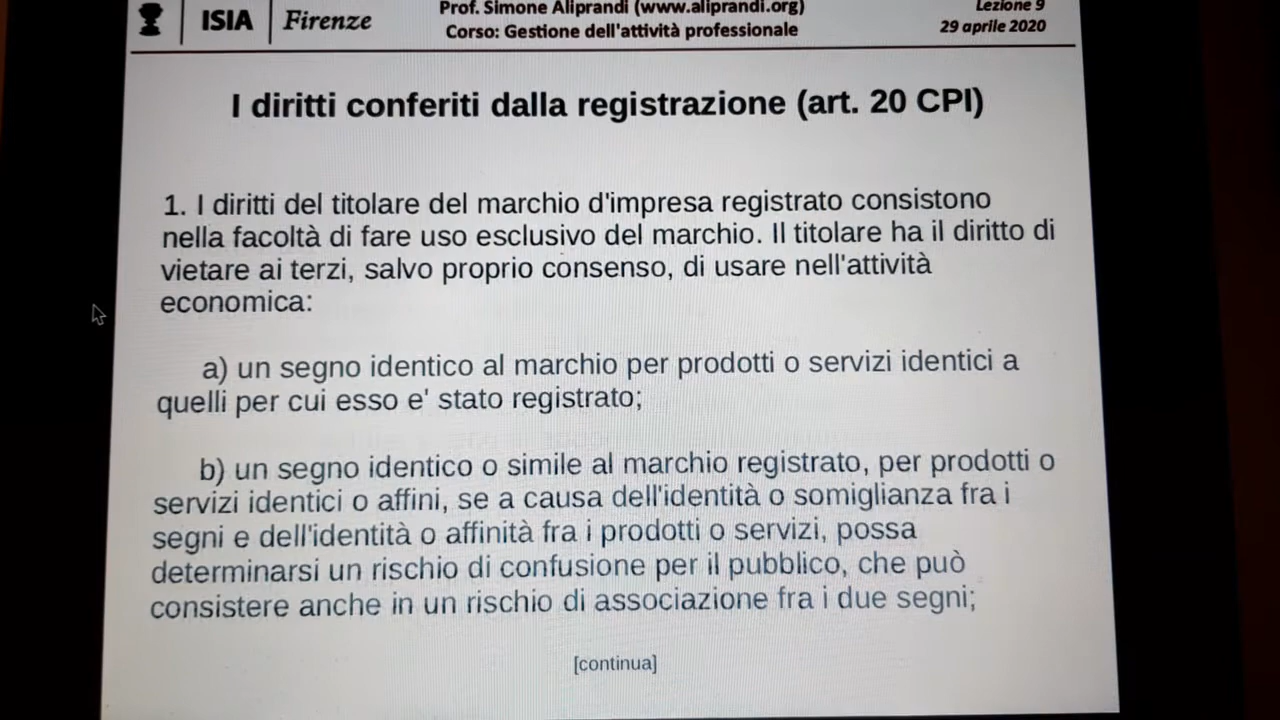 ISIA Firenze
Prof. Simone Aliprandi (www.aliprandi.org)
Corso: Gestione dell'attività professionale
Lezione 9
29 aprile 2020
I diritti conferiti dalla registrazione (art. 20 CPI)
1. I diritti del titolare del marchio d'impresa registrato consistono
nella facoltà di fare uso esclusivo del marchio. Il titolare ha il diritto di
vietare ai terzi, salvo proprio consenso, di usare nell'attività
economica:
a) un segno identico al marchio per prodotti o servizi identici a
quelli per cui esso e' stato registrato;
b) un segno identico o simile al marchio registrato, per prodotti o
servizi identici o affini, se a causa dell'identità o somiglianza fra i
segni e dell'identità o affinità fra i prodotti o servizi, possa
determinarsi un rischio di confusione per il pubblico, che può
consistere anche in un rischio di associazione fra i due segni;
[continua]